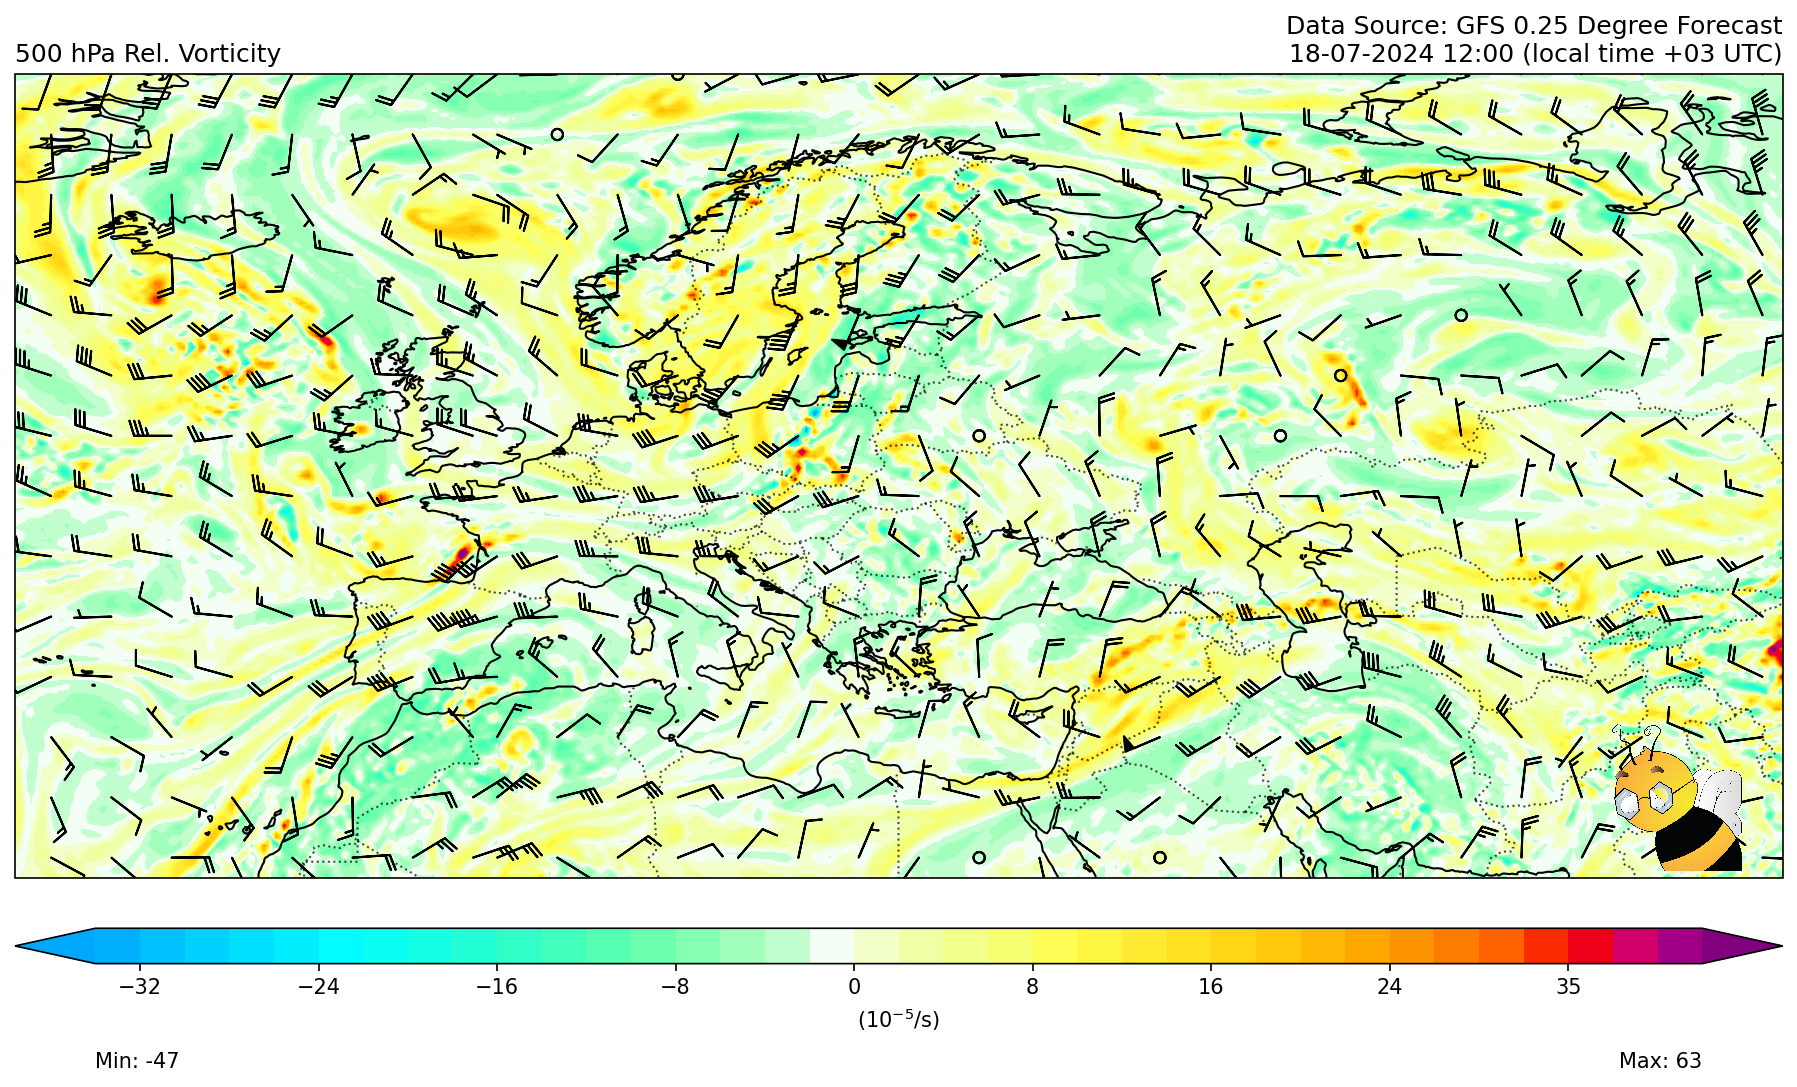 Data Source: GFS 0.25 Degree Forecast
500 hPa Rel. Vorticity
18-07-2024 12:00 (local time +03 UTC)
−32 −24 −16 −8 0 8 16 24 35
(10⁻⁵/s)
Min: -47
Max: 63